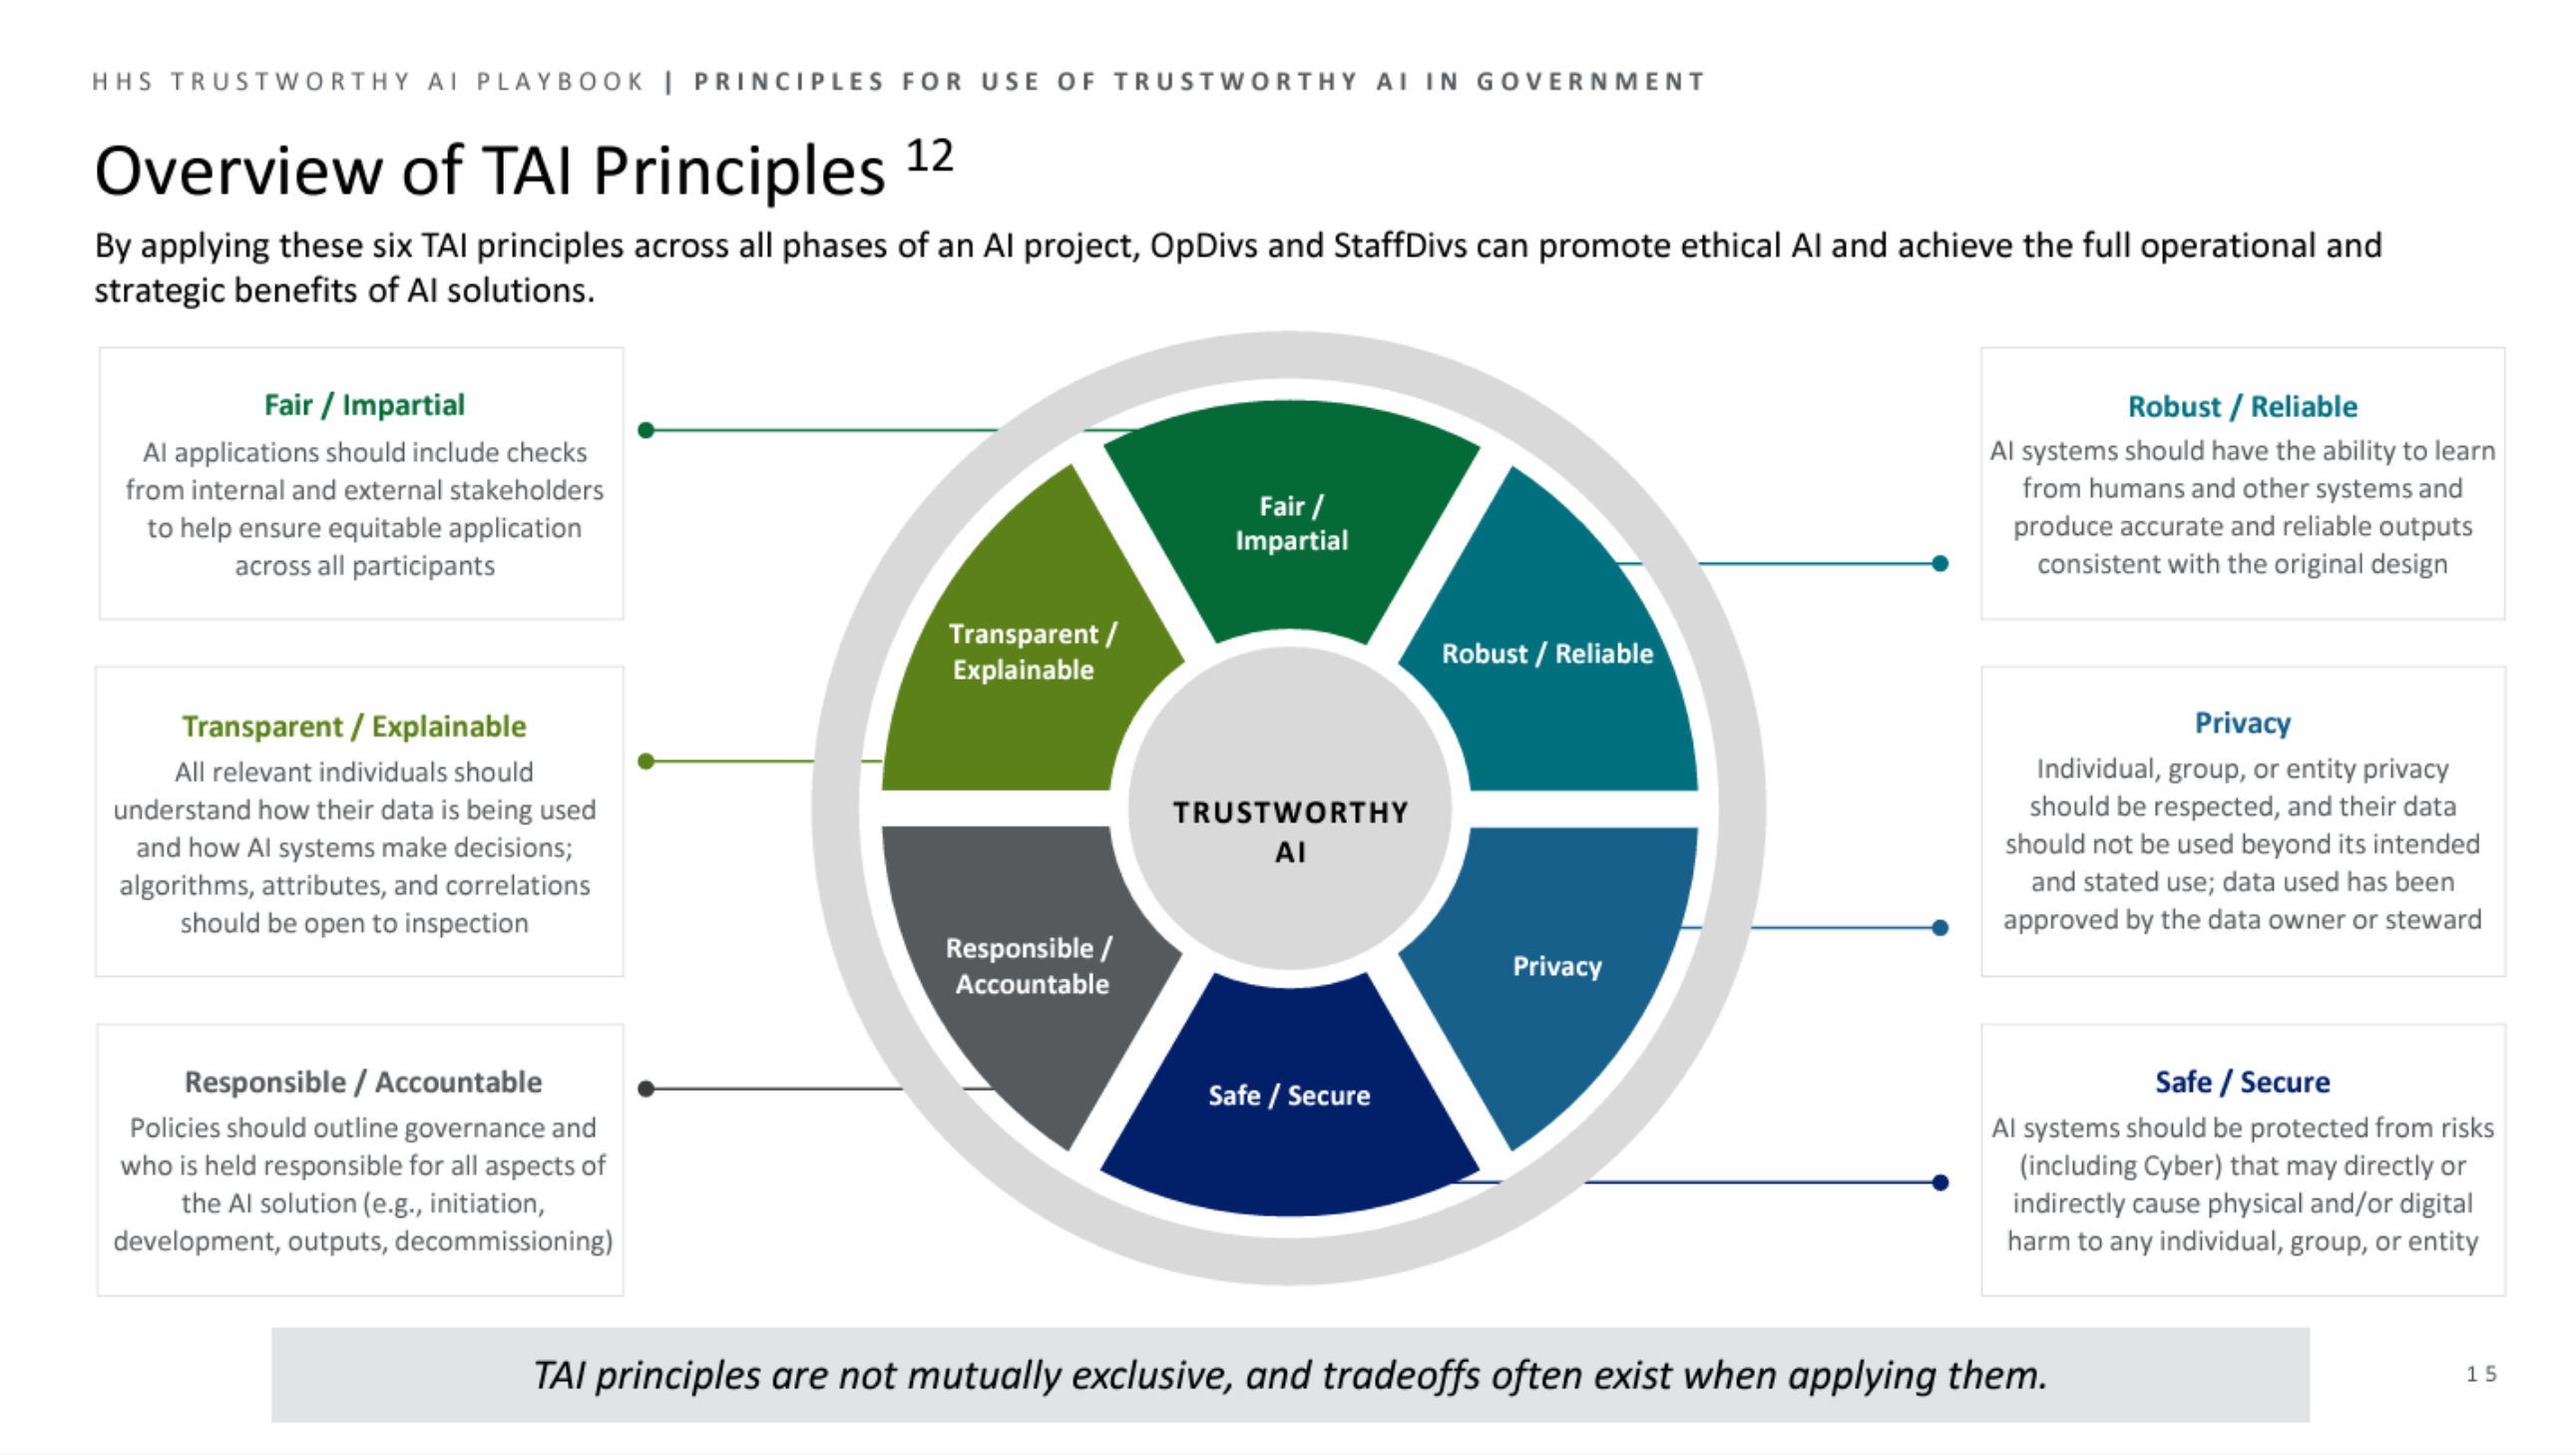 HHS TRUSTWORTHY AI PLAYBOOK | PRINCIPLES FOR USE OF TRUSTWORTHY AI IN GOVERNMENT
Overview of TAI Principles 12
By applying these six TAI principles across all phases of an AI project, OpDivs and StaffDivs can promote ethical AI and achieve the full operational and
strategic benefits of AI solutions.
Fair / Impartial
AI applications should include checks
from internal and external stakeholders
to help ensure equitable application
across all participants
Transparent / Explainable
All relevant individuals should
understand how their data is being used
and how AI systems make decisions;
algorithms, attributes, and correlations
should be open to inspection
Responsible / Accountable
Policies should outline governance and
who is held responsible for all aspects of
the AI solution (e.g., initiation,
development, outputs, decommissioning)
Fair /
Impartial
Transparent /
Explainable
Robust / Reliable
TRUSTWORTHY
AI
Responsible /
Accountable
Privacy
Safe / Secure
Robust / Reliable
AI systems should have the ability to learn
from humans and other systems and
produce accurate and reliable outputs
consistent with the original design
Privacy
Individual, group, or entity privacy
should be respected, and their data
should not be used beyond its intended
and stated use; data used has been
approved by the data owner or steward
Safe / Secure
AI systems should be protected from risks
(including Cyber) that may directly or
indirectly cause physical and/or digital
harm to any individual, group, or entity
TAI principles are not mutually exclusive, and tradeoffs often exist when applying them.
15